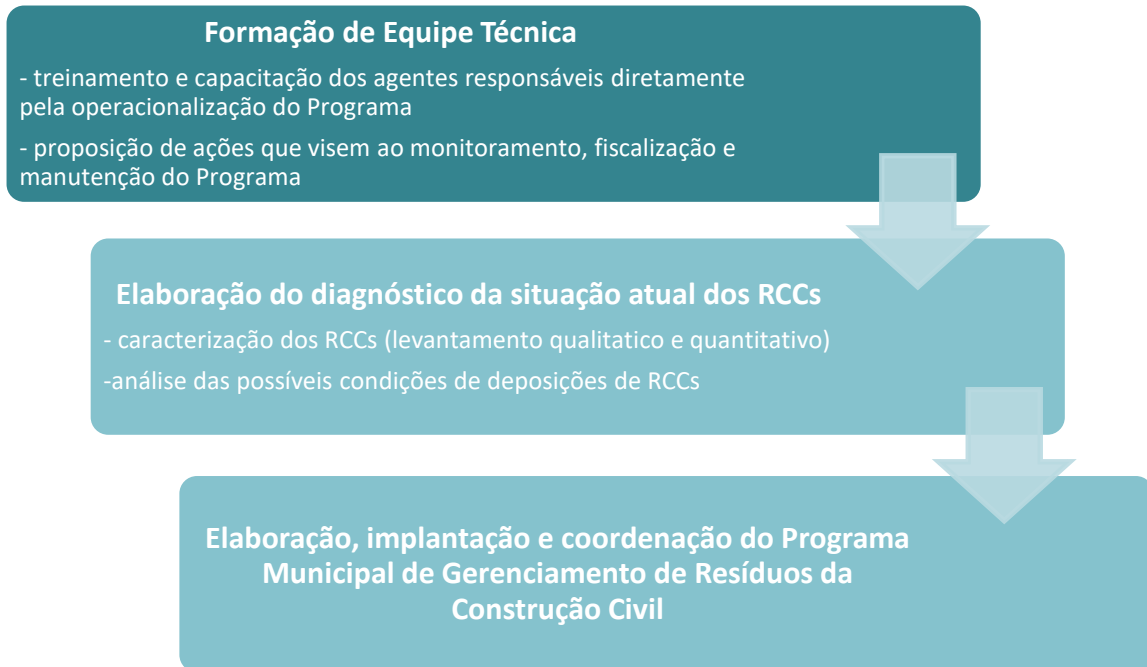 Formação de Equipe Técnica
- treinamento e capacitação dos agentes responsáveis diretamente
pela operacionalização do Programa
- proposição de ações que visem ao monitoramento, fiscalização e
manutenção do Programa
Elaboração do diagnóstico da situação atual dos RCCs
- caracterização dos RCCs (levantamento qualitatico e quantitativo)
-análise das possíveis condições de deposições de RCCs
Elaboração, implantação e coordenação do Programa
Municipal de Gerenciamento de Resíduos da
Construção Civil